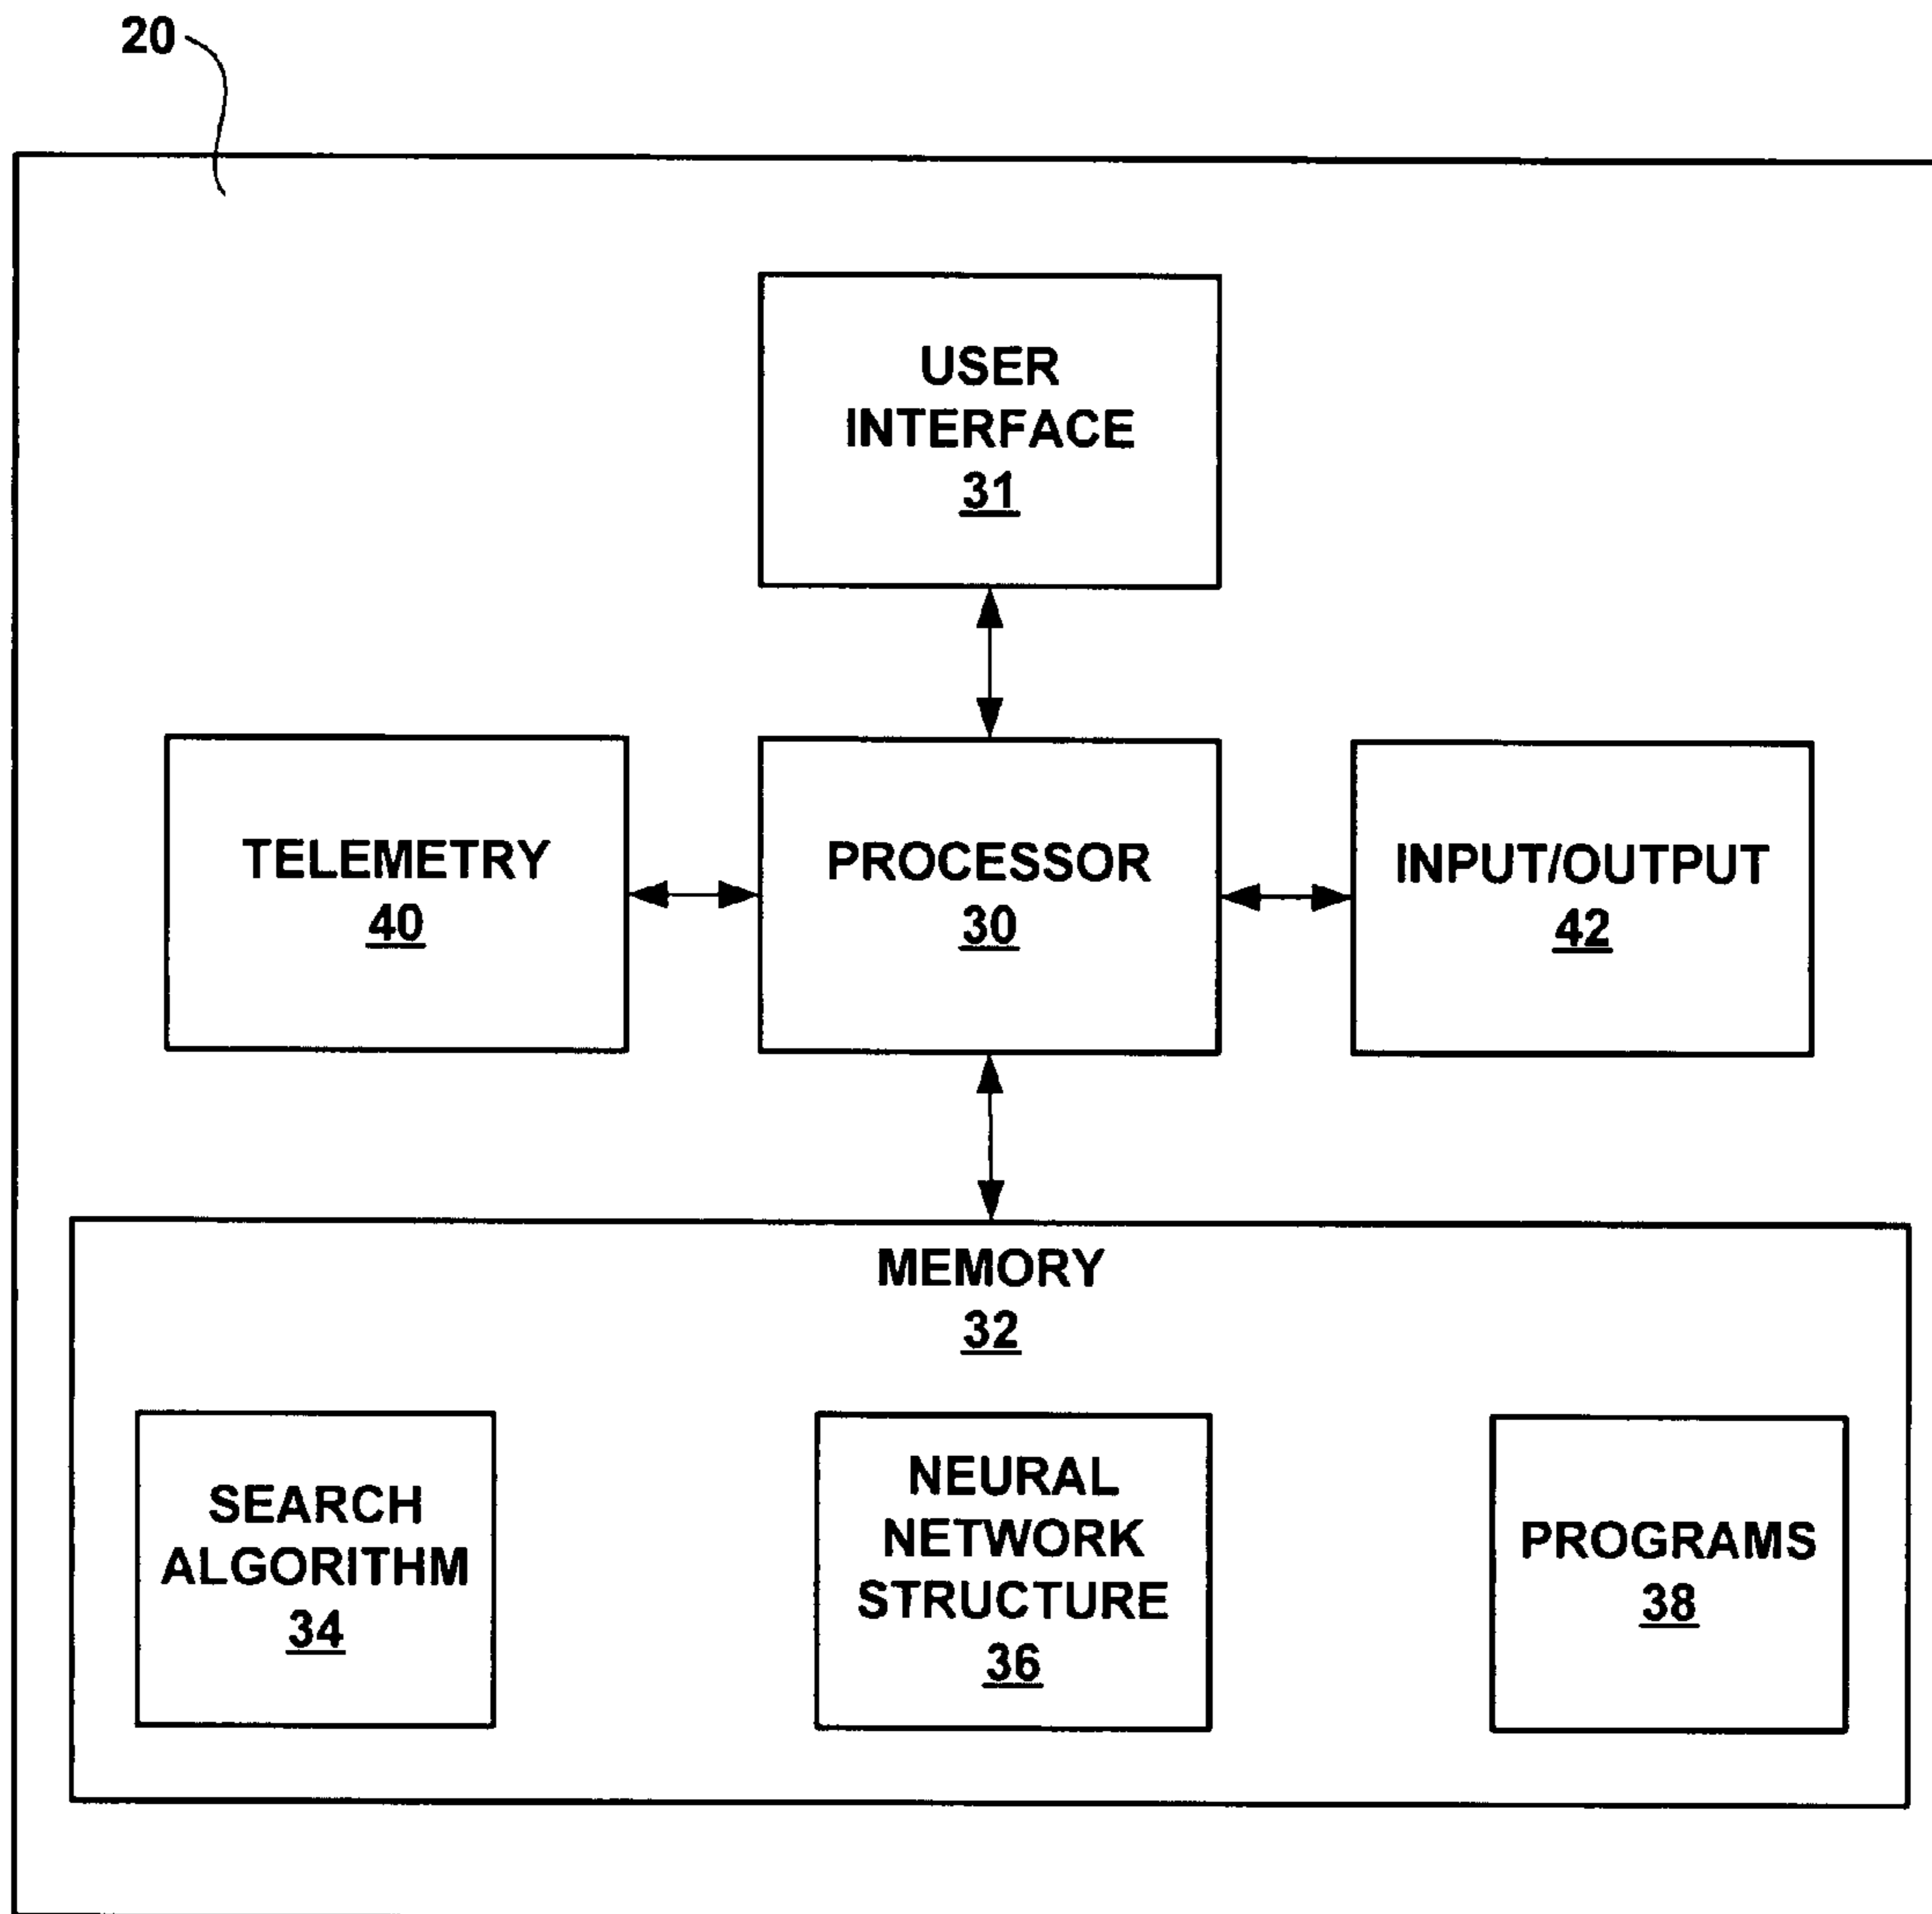 20
USER
INTERFACE
31
TELEMETRY
40
PROCESSOR
30
INPUT/OUTPUT
42
MEMORY
32
SEARCH
ALGORITHM
34
NEURAL
NETWORK
STRUCTURE
36
PROGRAMS
38